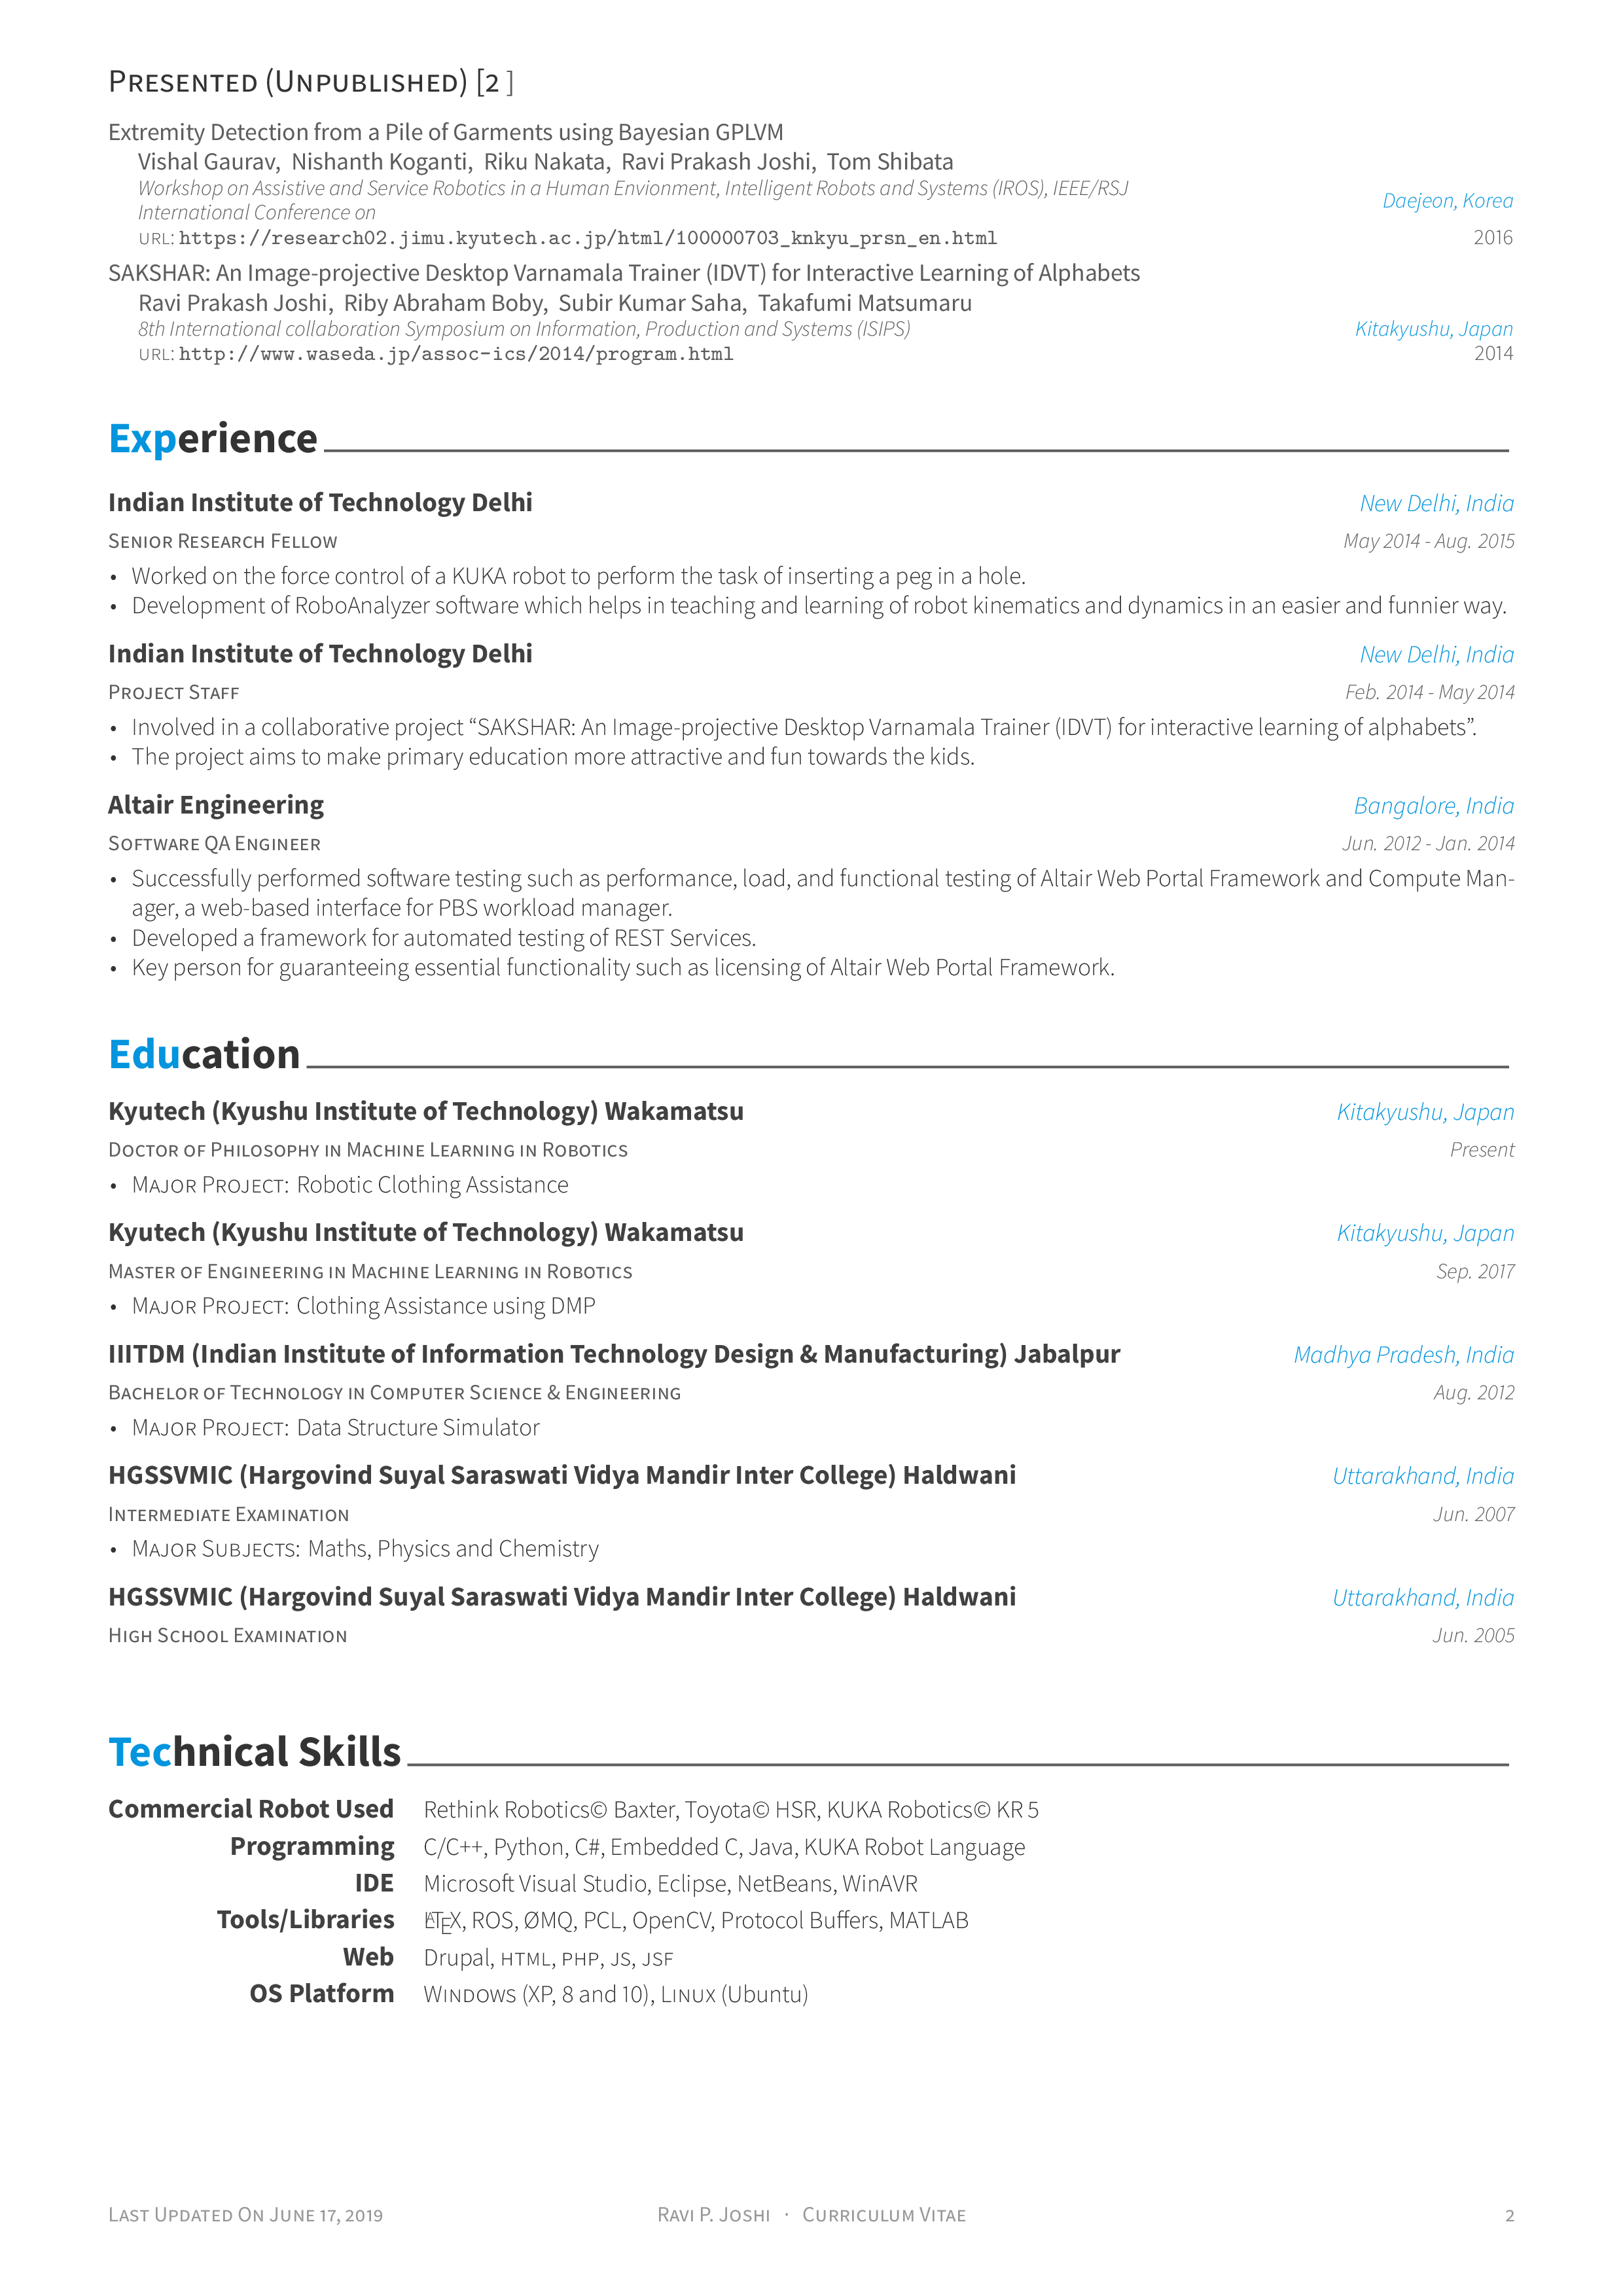 Presented (Unpublished) [2 ]
Extremity Detection from a Pile of Garments using Bayesian GPLVM
Vishal Gaurav, Nishanth Koganti, Riku Nakata, Ravi Prakash Joshi, Tom Shibata
Workshop on Assistive and Service Robotics in a Human Envionment, Intelligent Robots and Systems (IROS), IEEE/RSJ
International Conference on
Daejeon, Korea
URL: https://research02.jimu.kyutech.ac.jp/html/100000703_knkyu_prsn_en.html 2016
SAKSHAR: An Image-projective Desktop Varnamala Trainer (IDVT) for Interactive Learning of Alphabets
Ravi Prakash Joshi, Riby Abraham Boby, Subir Kumar Saha, Takafumi Matsumaru
8th International collaboration Symposium on Information, Production and Systems (ISIPS) Kitakyushu, Japan
URL: http://www.waseda.jp/assoc-ics/2014/program.html 2014
Experience
Indian Institute of Technology Delhi New Delhi, India
Senior Research Fellow May 2014 - Aug. 2015
• Worked on the force control of a KUKA robot to perform the task of inserting a peg in a hole.
• Development of RoboAnalyzer software which helps in teaching and learning of robot kinematics and dynamics in an easier and funnier way.
Indian Institute of Technology Delhi New Delhi, India
Project Staff Feb. 2014 - May 2014
• Involved in a collaborative project “SAKSHAR: An Image-projective Desktop Varnamala Trainer (IDVT) for interactive learning of alphabets”.
• The project aims to make primary education more attractive and fun towards the kids.
Altair Engineering Bangalore, India
Software QA Engineer Jun. 2012 - Jan. 2014
• Successfully performed software testing such as performance, load, and functional testing of Altair Web Portal Framework and Compute Man-
ager, a web-based interface for PBS workload manager.
• Developed a framework for automated testing of REST Services.
• Key person for guaranteeing essential functionality such as licensing of Altair Web Portal Framework.
Education
Kyutech (Kyushu Institute of Technology) Wakamatsu Kitakyushu, Japan
Doctor of Philosophy in Machine Learning in Robotics Present
• Major Project: Robotic Clothing Assistance
Kyutech (Kyushu Institute of Technology) Wakamatsu Kitakyushu, Japan
Master of Engineering in Machine Learning in Robotics Sep. 2017
• Major Project: Clothing Assistance using DMP
IIITDM (Indian Institute of Information Technology Design & Manufacturing) Jabalpur Madhya Pradesh, India
Bachelor of Technology in Computer Science & Engineering Aug. 2012
• Major Project: Data Structure Simulator
HGSSVMIC (Hargovind Suyal Saraswati Vidya Mandir Inter College) Haldwani Uttarakhand, India
Intermediate Examination Jun. 2007
• Major Subjects: Maths, Physics and Chemistry
HGSSVMIC (Hargovind Suyal Saraswati Vidya Mandir Inter College) Haldwani Uttarakhand, India
High School Examination Jun. 2005
Technical Skills
Commercial Robot Used Rethink Robotics© Baxter, Toyota© HSR, KUKA Robotics© KR 5
Programming C/C++, Python, C#, Embedded C, Java, KUKA Robot Language
IDE Microsoft Visual Studio, Eclipse, NetBeans, WinAVR
Tools/Libraries LATEX, ROS, ØMQ, PCL, OpenCV, Protocol Buffers, MATLAB
Web Drupal, HTML, PHP, JS, JSF
OS Platform Windows (XP, 8 and 10), Linux (Ubuntu)
Last Updated On June 17, 2019 Ravi P. Joshi · Curriculum Vitae 2